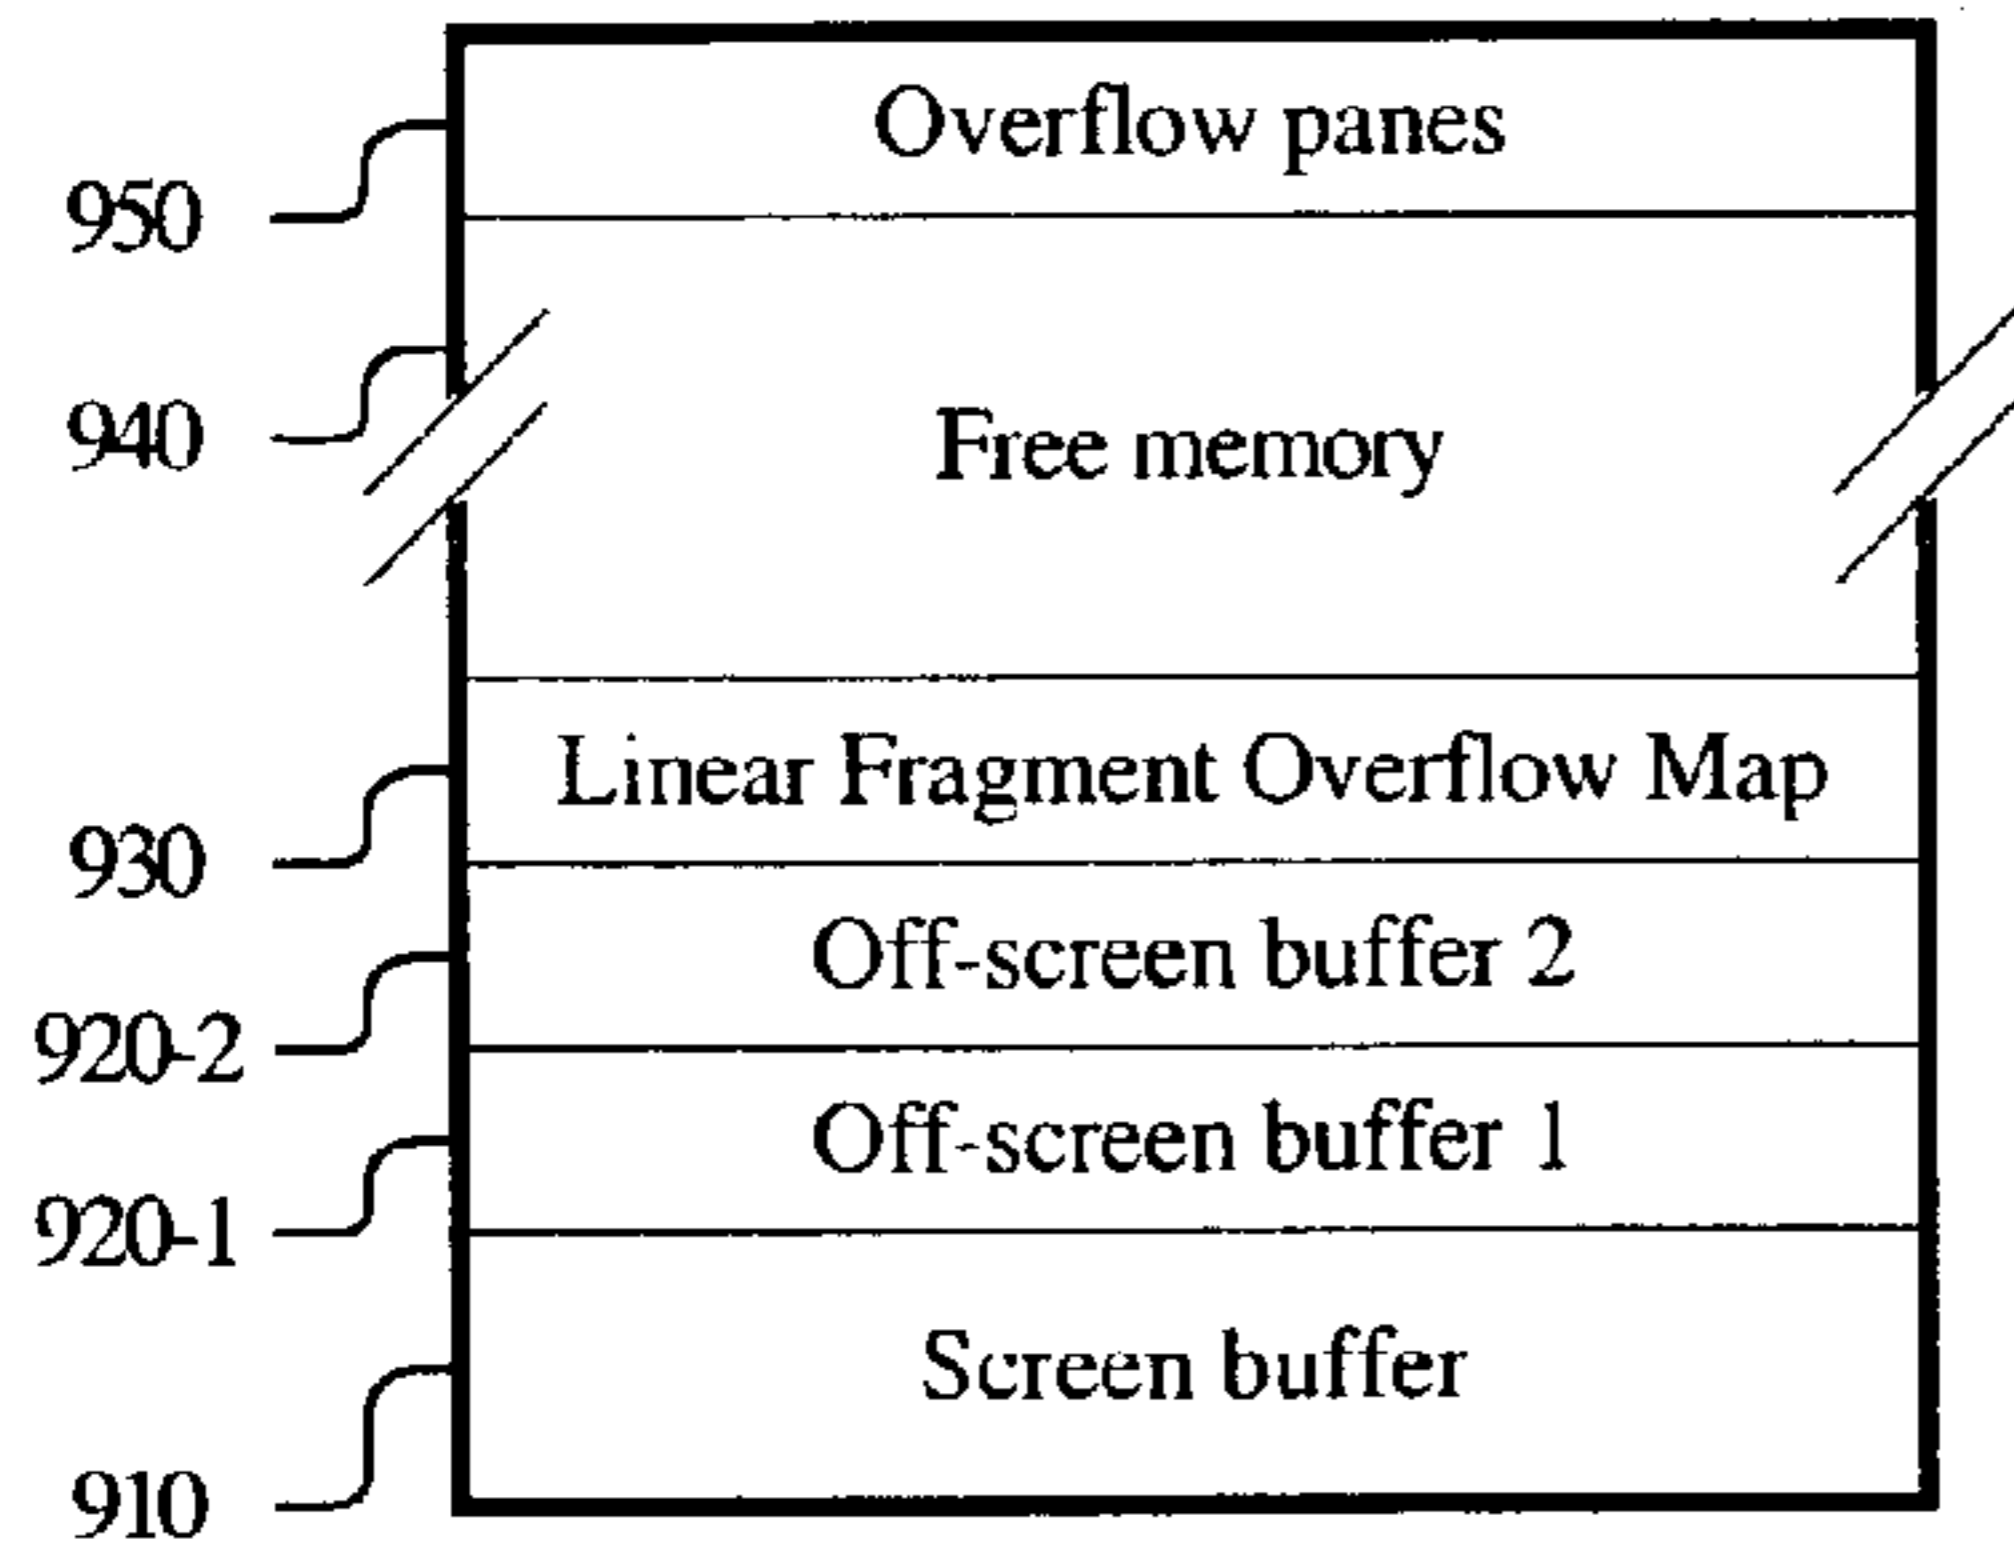 Overflow panes
950
940
Free memory
Linear Fragment Overflow Map
930
Off-screen buffer 2
920-2
Off-screen buffer 1
920-1
Screen buffer
910